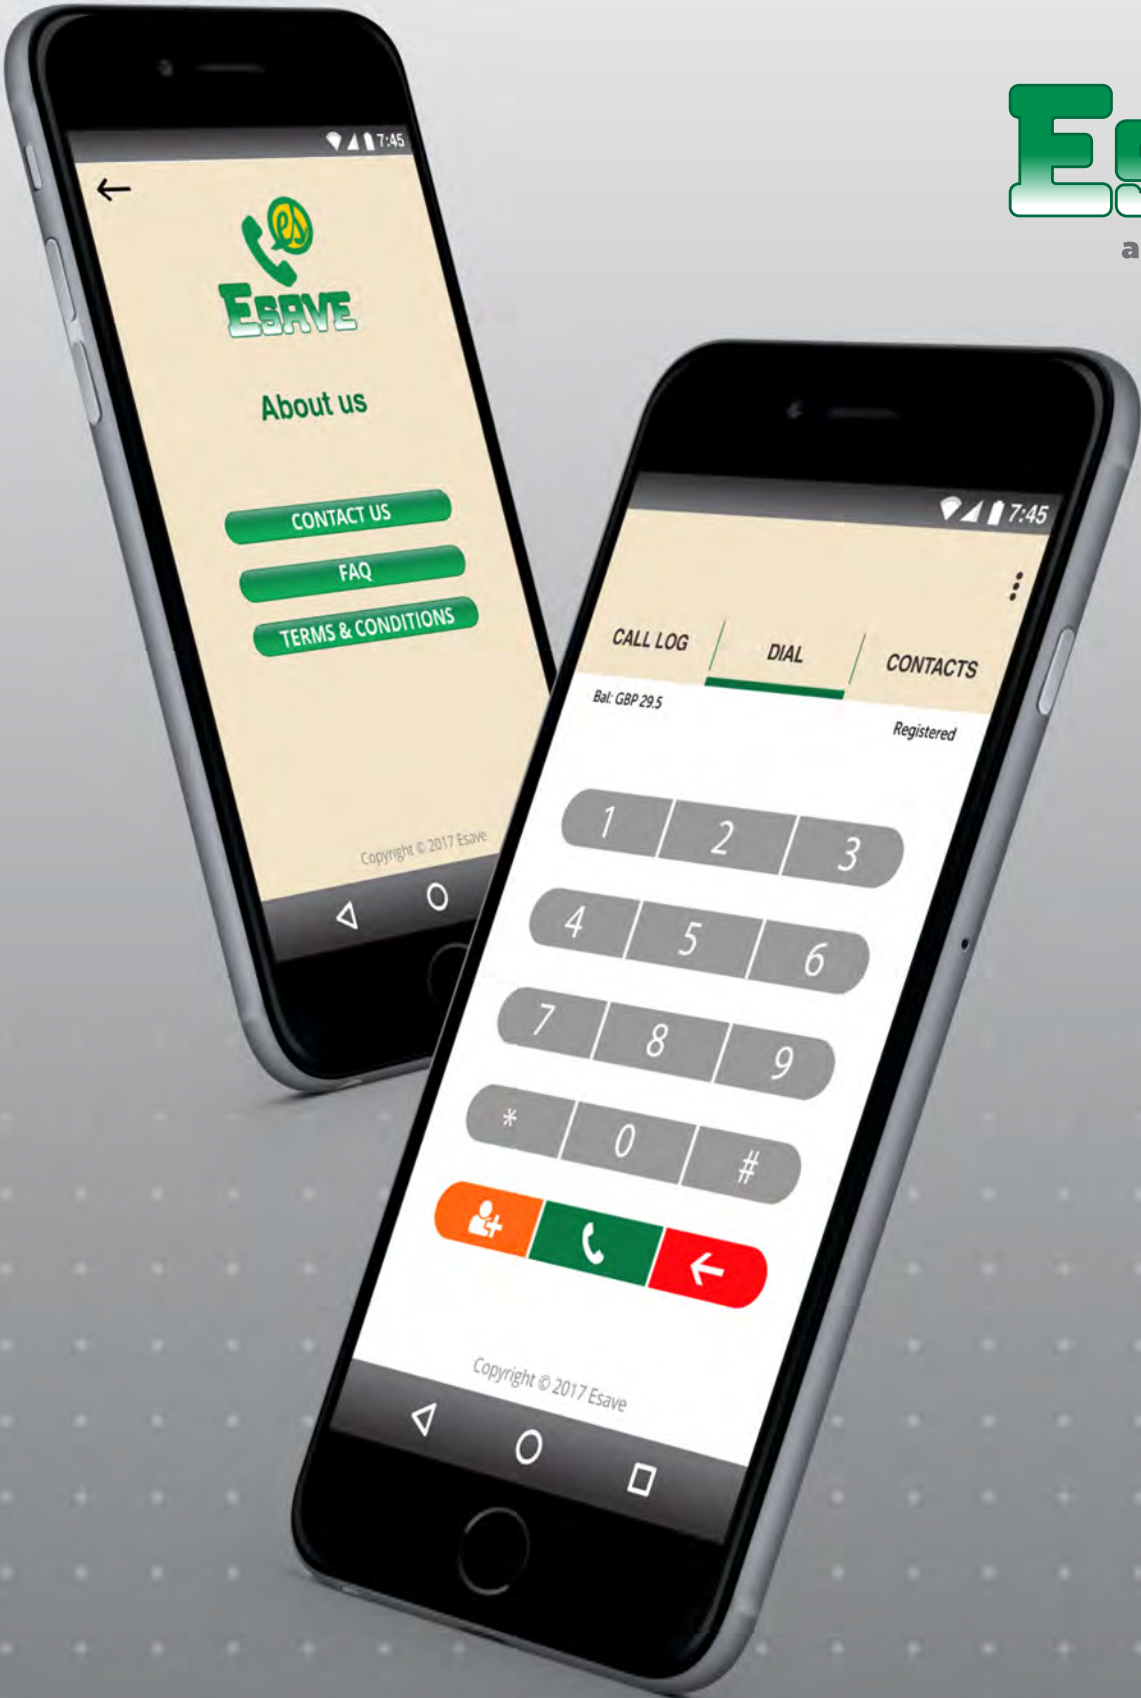 7:45
es
ESAVE
About us
CONTACT US
FAQ
TERMS & CONDITIONS
Copyright © 2017 Esave
7:45
CALL LOG
DIAL
CONTACTS
Bal: GBP 29.5
Registered
1 2 3
4 5 6
7 8 9
* 0 #
Copyright © 2017 Esave